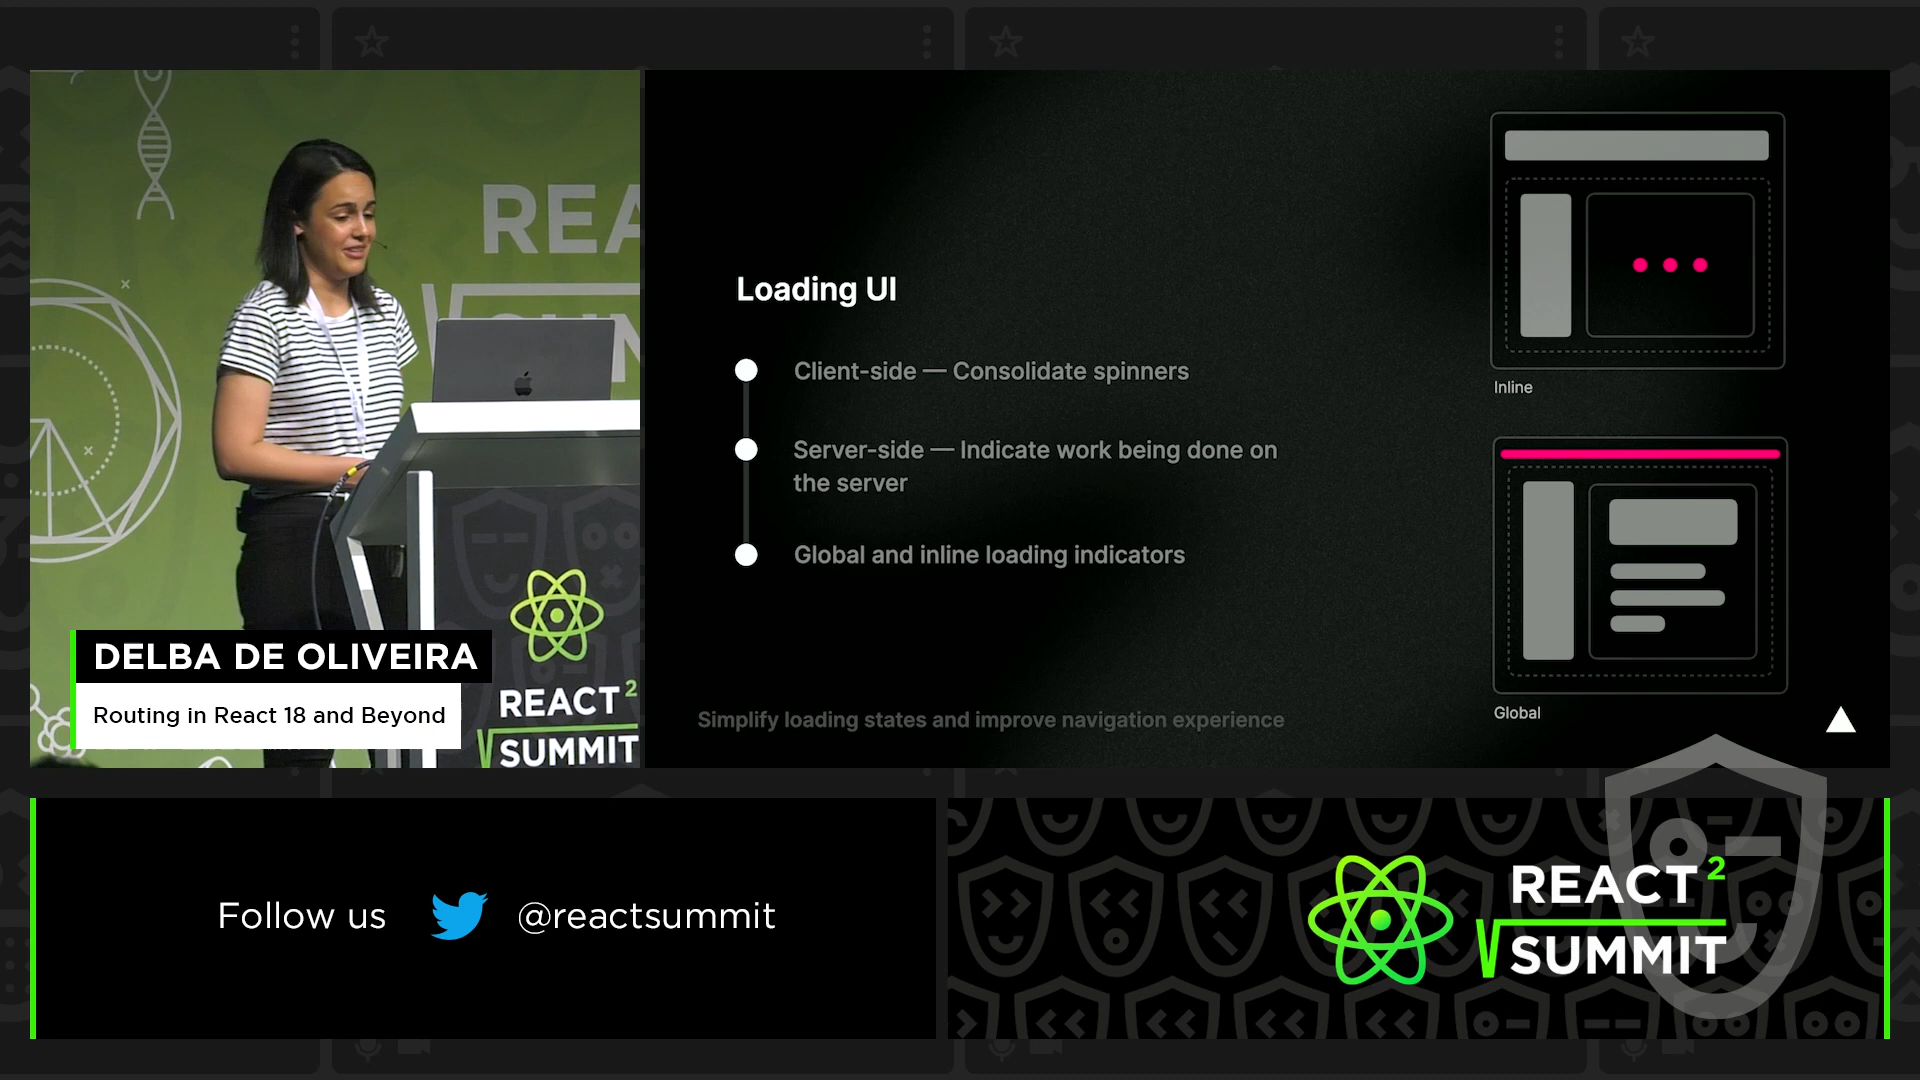 REA
SUM
DELBA DE OLIVEIRA
Routing in React 18 and Beyond
REACT 2
SUMMIT
Loading UI
Client-side — Consolidate spinners
Server-side — Indicate work being done on
the server
Global and inline loading indicators
Simplify loading states and improve navigation experience
Inline
Global
Follow us @reactsummit
REACT 2
SUMMIT